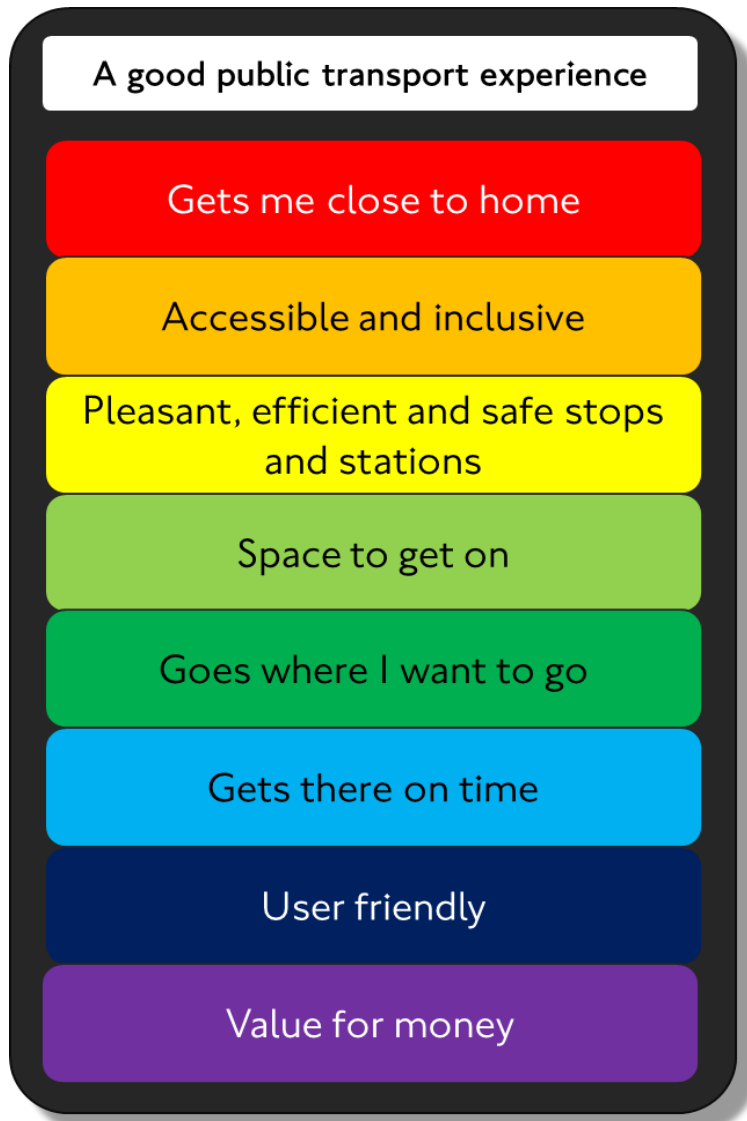 A good public transport experience
Gets me close to home
Accessible and inclusive
Pleasant, efficient and safe stops
and stations
Space to get on
Goes where I want to go
Gets there on time
User friendly
Value for money